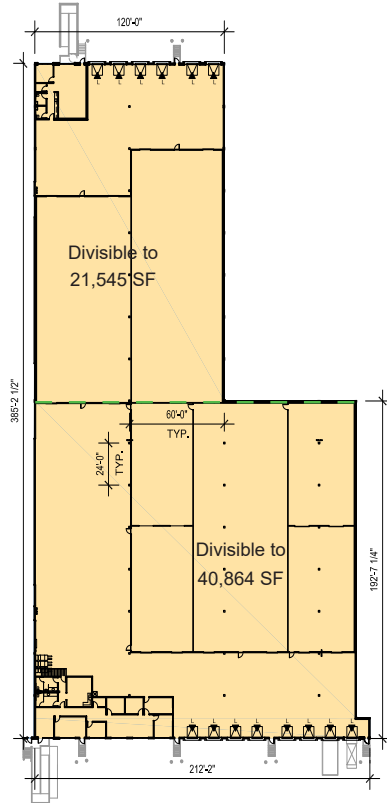 120'-0"
L L L L L L
Divisible to
21,545 SF
385'-2 1/2"
60'-0"
TYP.
24'-0"
TYP.
Divisible to
40,864 SF
192'-7 1/4"
L L L L L L L L
212'-2"